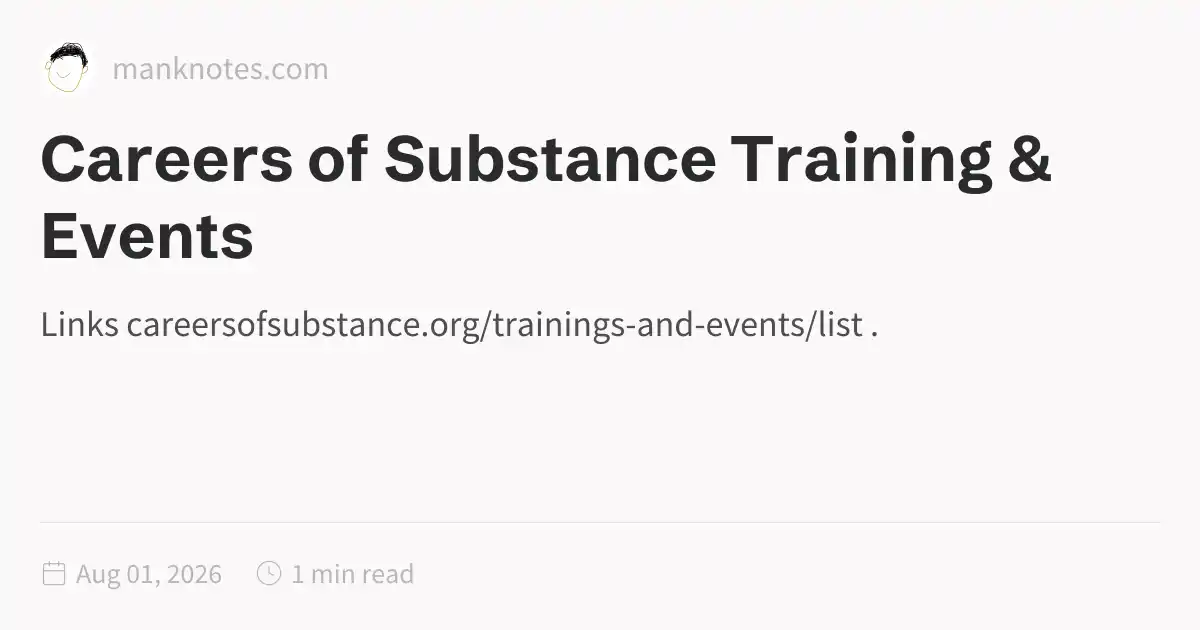 manknotes.com
Careers of Substance Training &
Events
Links careersofsubstance.org/trainings-and-events/list .
Aug 01, 2026 1 min read